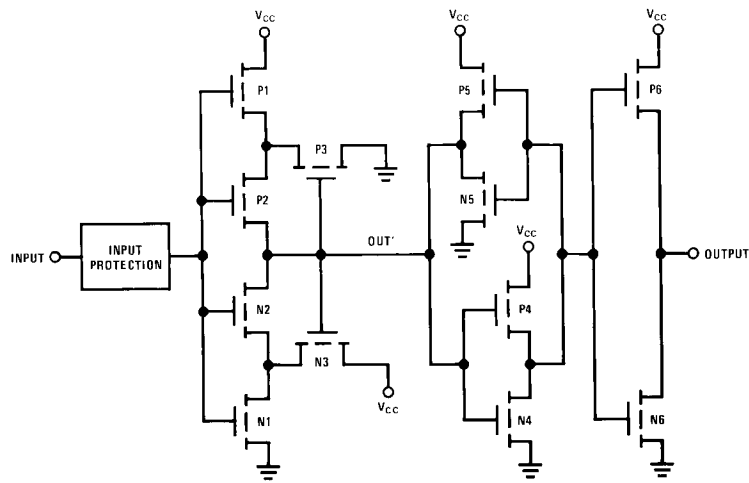 VCC
VCC
VCC
P1
P5
P6
P3
P2
N5
INPUT
INPUT
PROTECTION
OUT'
VCC
OUTPUT
N2
P4
N3
VCC
N1
N4
N6